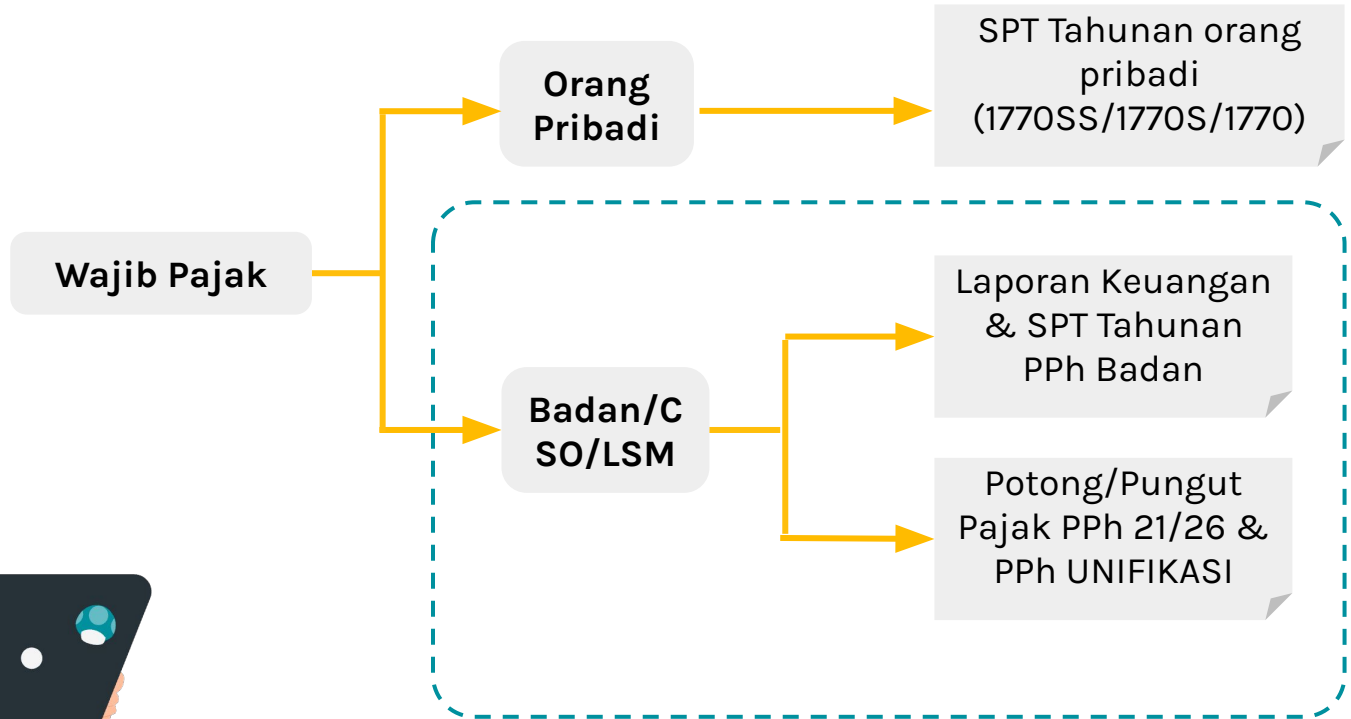 SPT Tahunan orang
pribadi
(1770SS/1770S/1770)
Orang
Pribadi
Wajib Pajak
Laporan Keuangan
& SPT Tahunan
PPh Badan
Badan/C
SO/LSM
Potong/Pungut
Pajak PPh 21/26 &
PPh UNIFIKASI